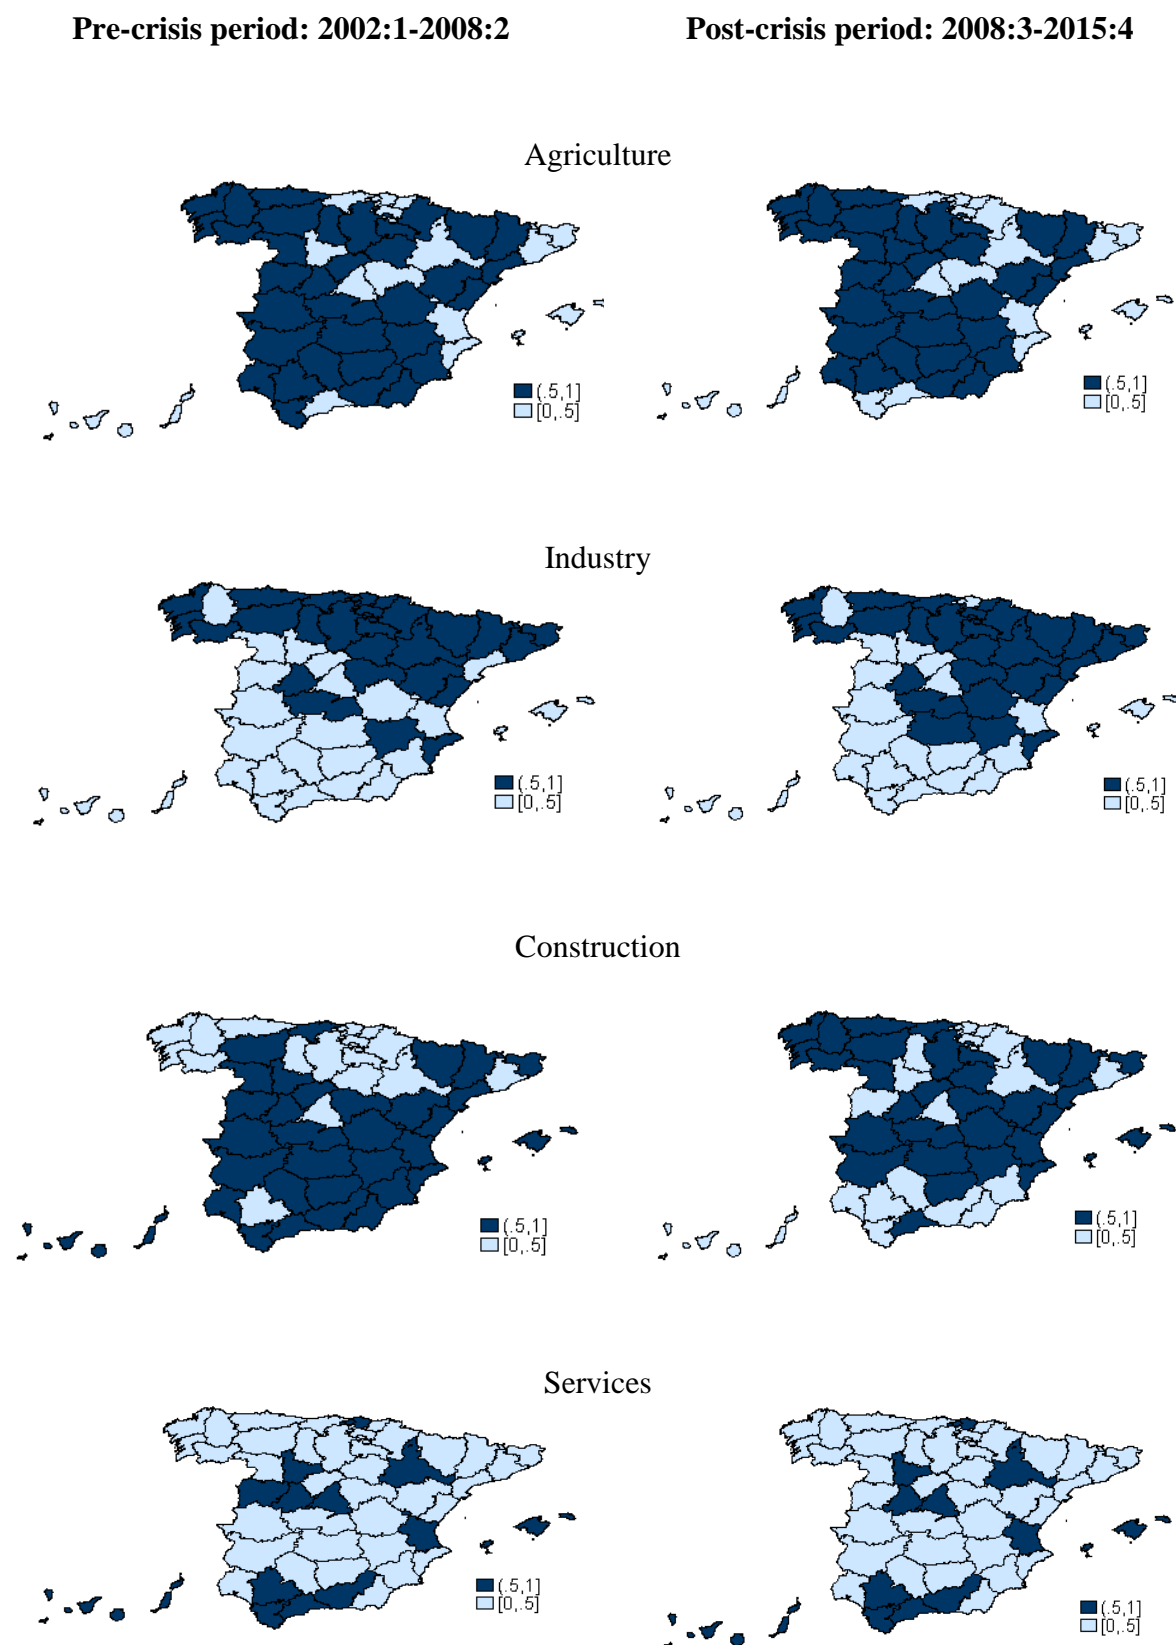 Pre-crisis period: 2002:1-2008:2
Post-crisis period: 2008:3-2015:4
Agriculture
(.5,1]
[0,.5]
(.5,1]
[0,.5]
Industry
(.5,1]
[0,.5]
(.5,1]
[0,.5]
Construction
(.5,1]
[0,.5]
(.5,1]
[0,.5]
Services
(.5,1]
[0,.5]
(.5,1]
[0,.5]